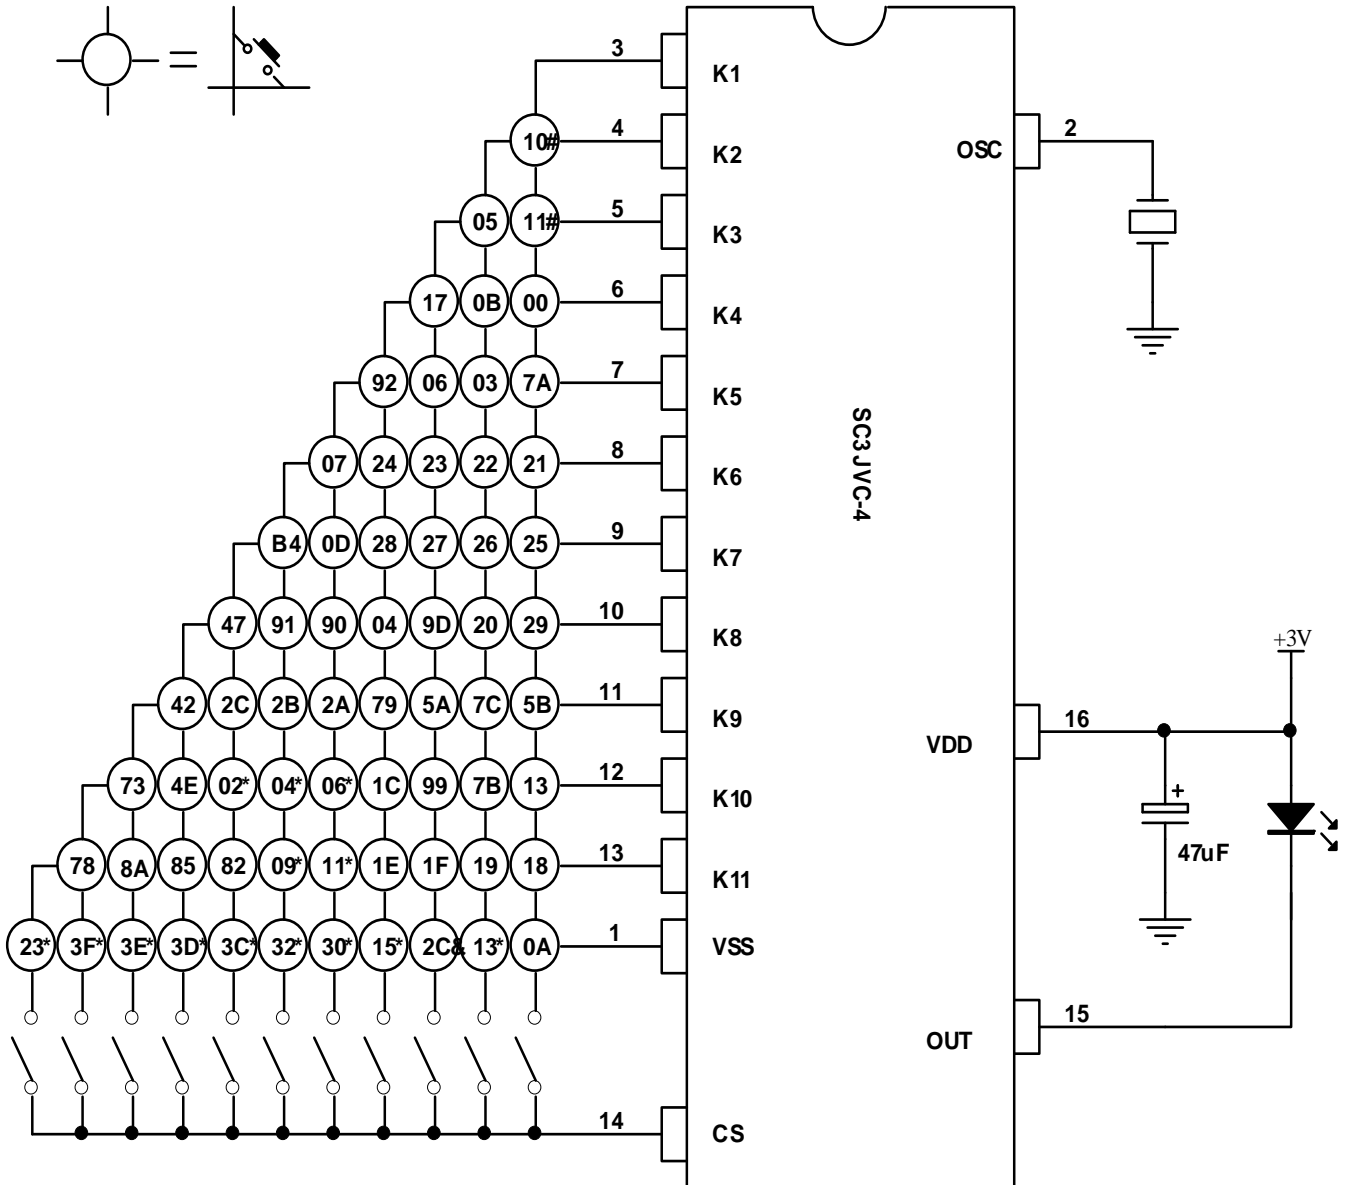 3
K1
10# 4
K2
OSC 2
05 11# 5
K3
17 0B 00 6
K4
92 06 03 7A 7
K5
07 24 23 22 21 8
K6
SC3JVC-4
B4 0D 28 27 26 25 9
K7
47 91 90 04 9D 20 29 10
K8
+3V
42 2C 2B 2A 79 5A 7C 5B 11
K9
VDD 16
73 4E 02* 04* 06* 1C 99 7B 13 12
K10
+
47uF
78 8A 85 82 09* 11* 1E 1F 19 18 13
K11
23* 3F* 3E* 3D* 3C* 32* 30* 15* 2C& 13* 0A 1
VSS
OUT 15
14
CS